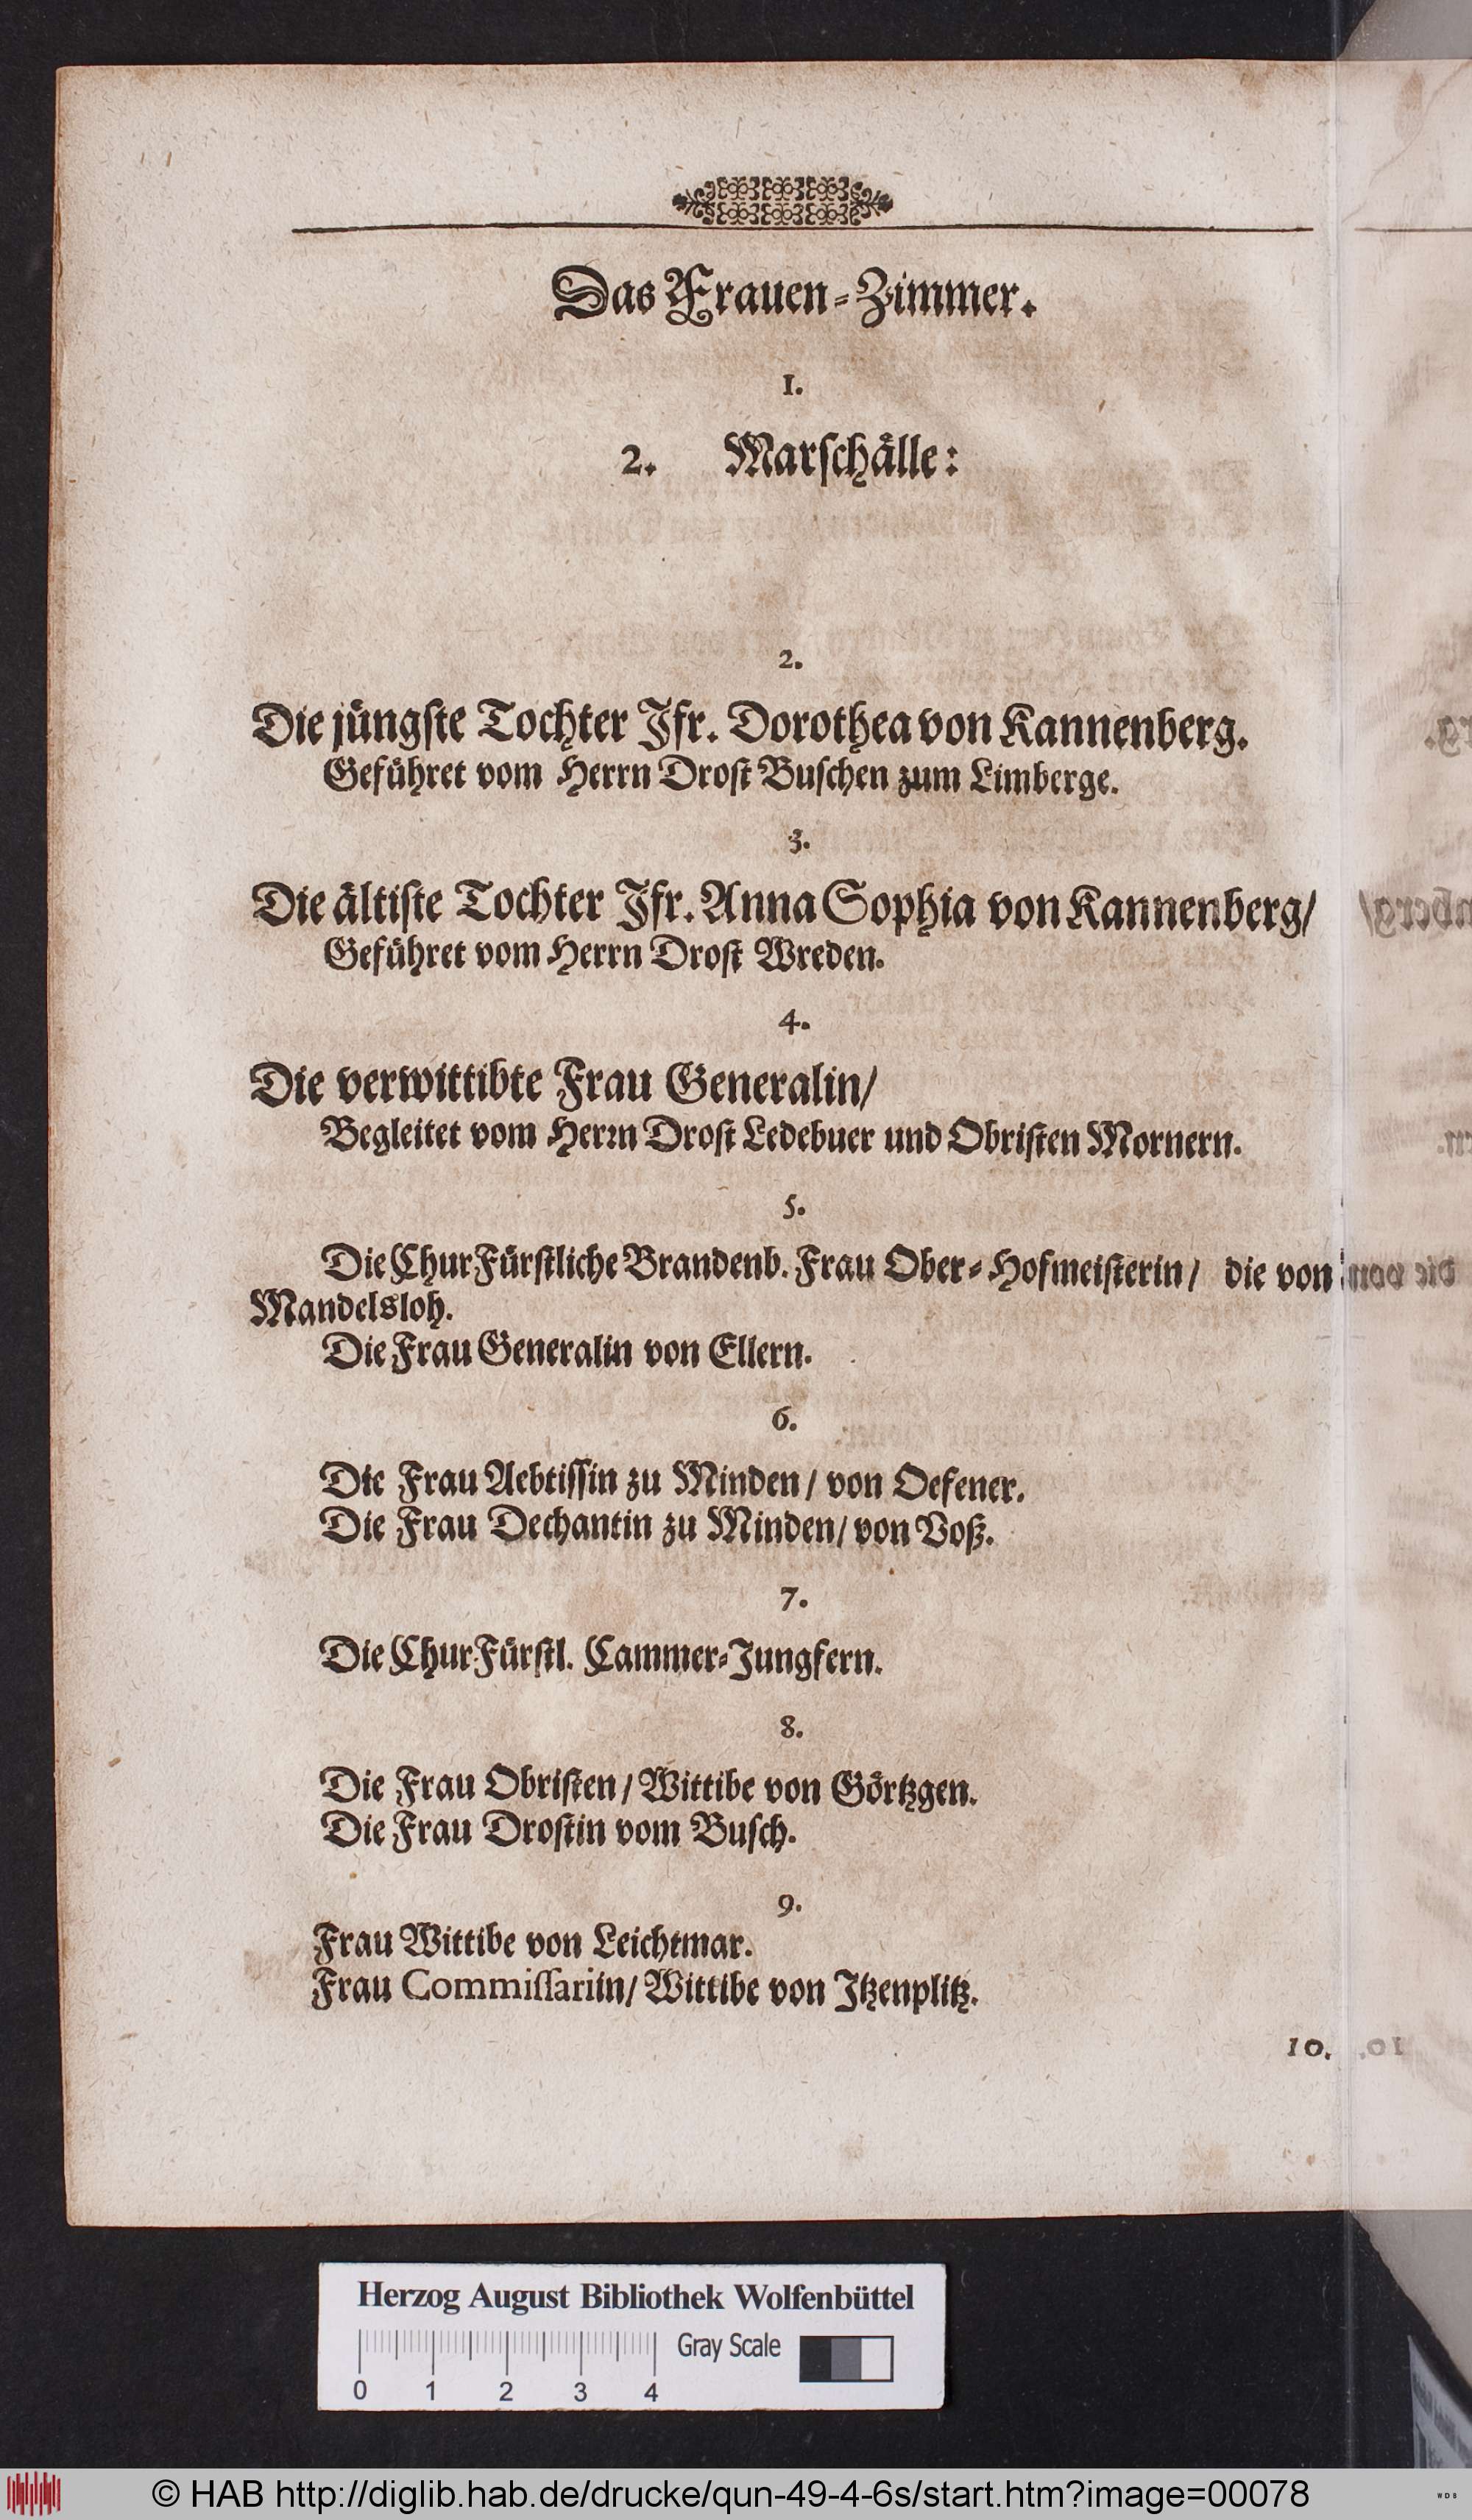 Das Frauen-Zimmer.
1.
2. Marſchälle:
2.
Die jüngſte Tochter Jfr. Dorothea von Kannenberg.
Geführet vom Herrn Droſt Buſchen zum Limberge.
3.
Die ältiſte Tochter Jfr. Anna Sophia von Kannenberg/
Geführet vom Herrn Droſt Wreden.
4.
Die verwittibte Frau Generalin/
Begleitet vom Herrn Droſt Ledebuer und Obriſten Mornern.
5.
Die ChurFürſtliche Brandenb. Frau Ober-Hofmeiſterin/ die von
Mandelsloh.
Die Frau Generalin von Ellern.
6.
Die Frau Aebtiſſin zu Minden/ von Oefener.
Die Frau Dechantin zu Minden/ von Voß.
7.
Die ChurFürſtl. Cammer-Jungfern.
8.
Die Frau Obriſten/ Wittibe von Görtzgen.
Die Frau Droſtin vom Buſch.
9.
Frau Wittibe von Leichtmar.
Frau Commiſſariin/ Wittibe von Itzenplitz.
10.
Herzog August Bibliothek Wolfenbüttel
Gray Scale
0 1 2 3 4
© HAB http://diglib.hab.de/drucke/qun-49-4-6s/start.htm?image=00078
WDB